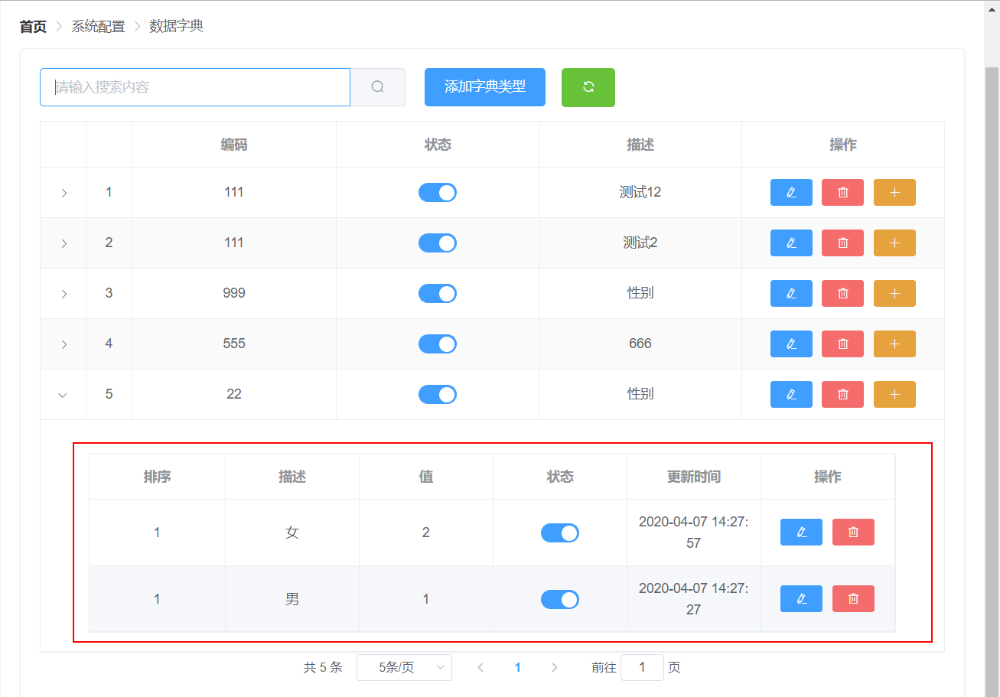 首页 系统配置 数据字典
请输入搜索内容 添加字典类型
编码 状态 描述 操作
1 111 测试12
2 111 测试2
3 999 性别
4 555 666
5 22 性别
排序 描述 值 状态 更新时间 操作
1 女 2 2020-04-07 14:27:
57
1 男 1 2020-04-07 14:27:
27
共 5 条 5条/页 1 前往 1 页